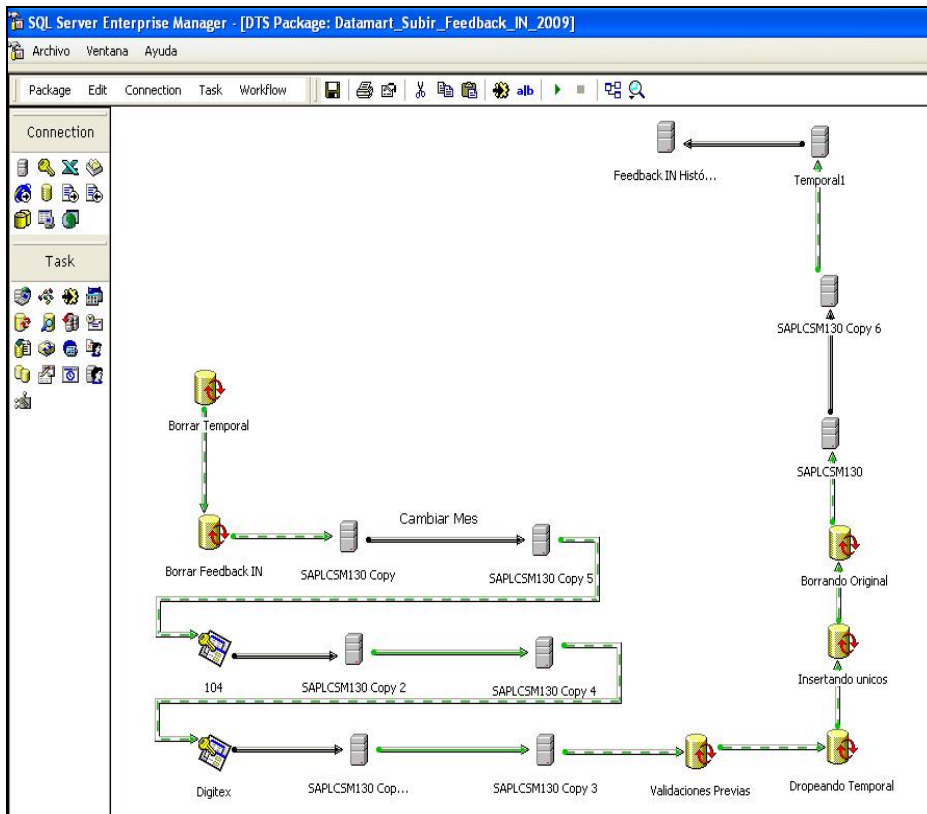 SQL Server Enterprise Manager - [DTS Package: Datamart_Subir_Feedback_IN_2009]
Archivo Ventana Ayuda
Package Edit Connection Task Workflow a|b
Connection
Task
Feedback IN Histó...
Temporal1
SAPLCSM130 Copy 6
SAPLCSM130
Borrar Temporal
Cambiar Mes
Borrar Feedback IN
SAPLCSM130 Copy
SAPLCSM130 Copy 5
Borrando Original
104
SAPLCSM130 Copy 2
SAPLCSM130 Copy 4
Insertando unicos
Digitex
SAPLCSM130 Cop...
SAPLCSM130 Copy 3
Validaciones Previas
Dropeando Temporal